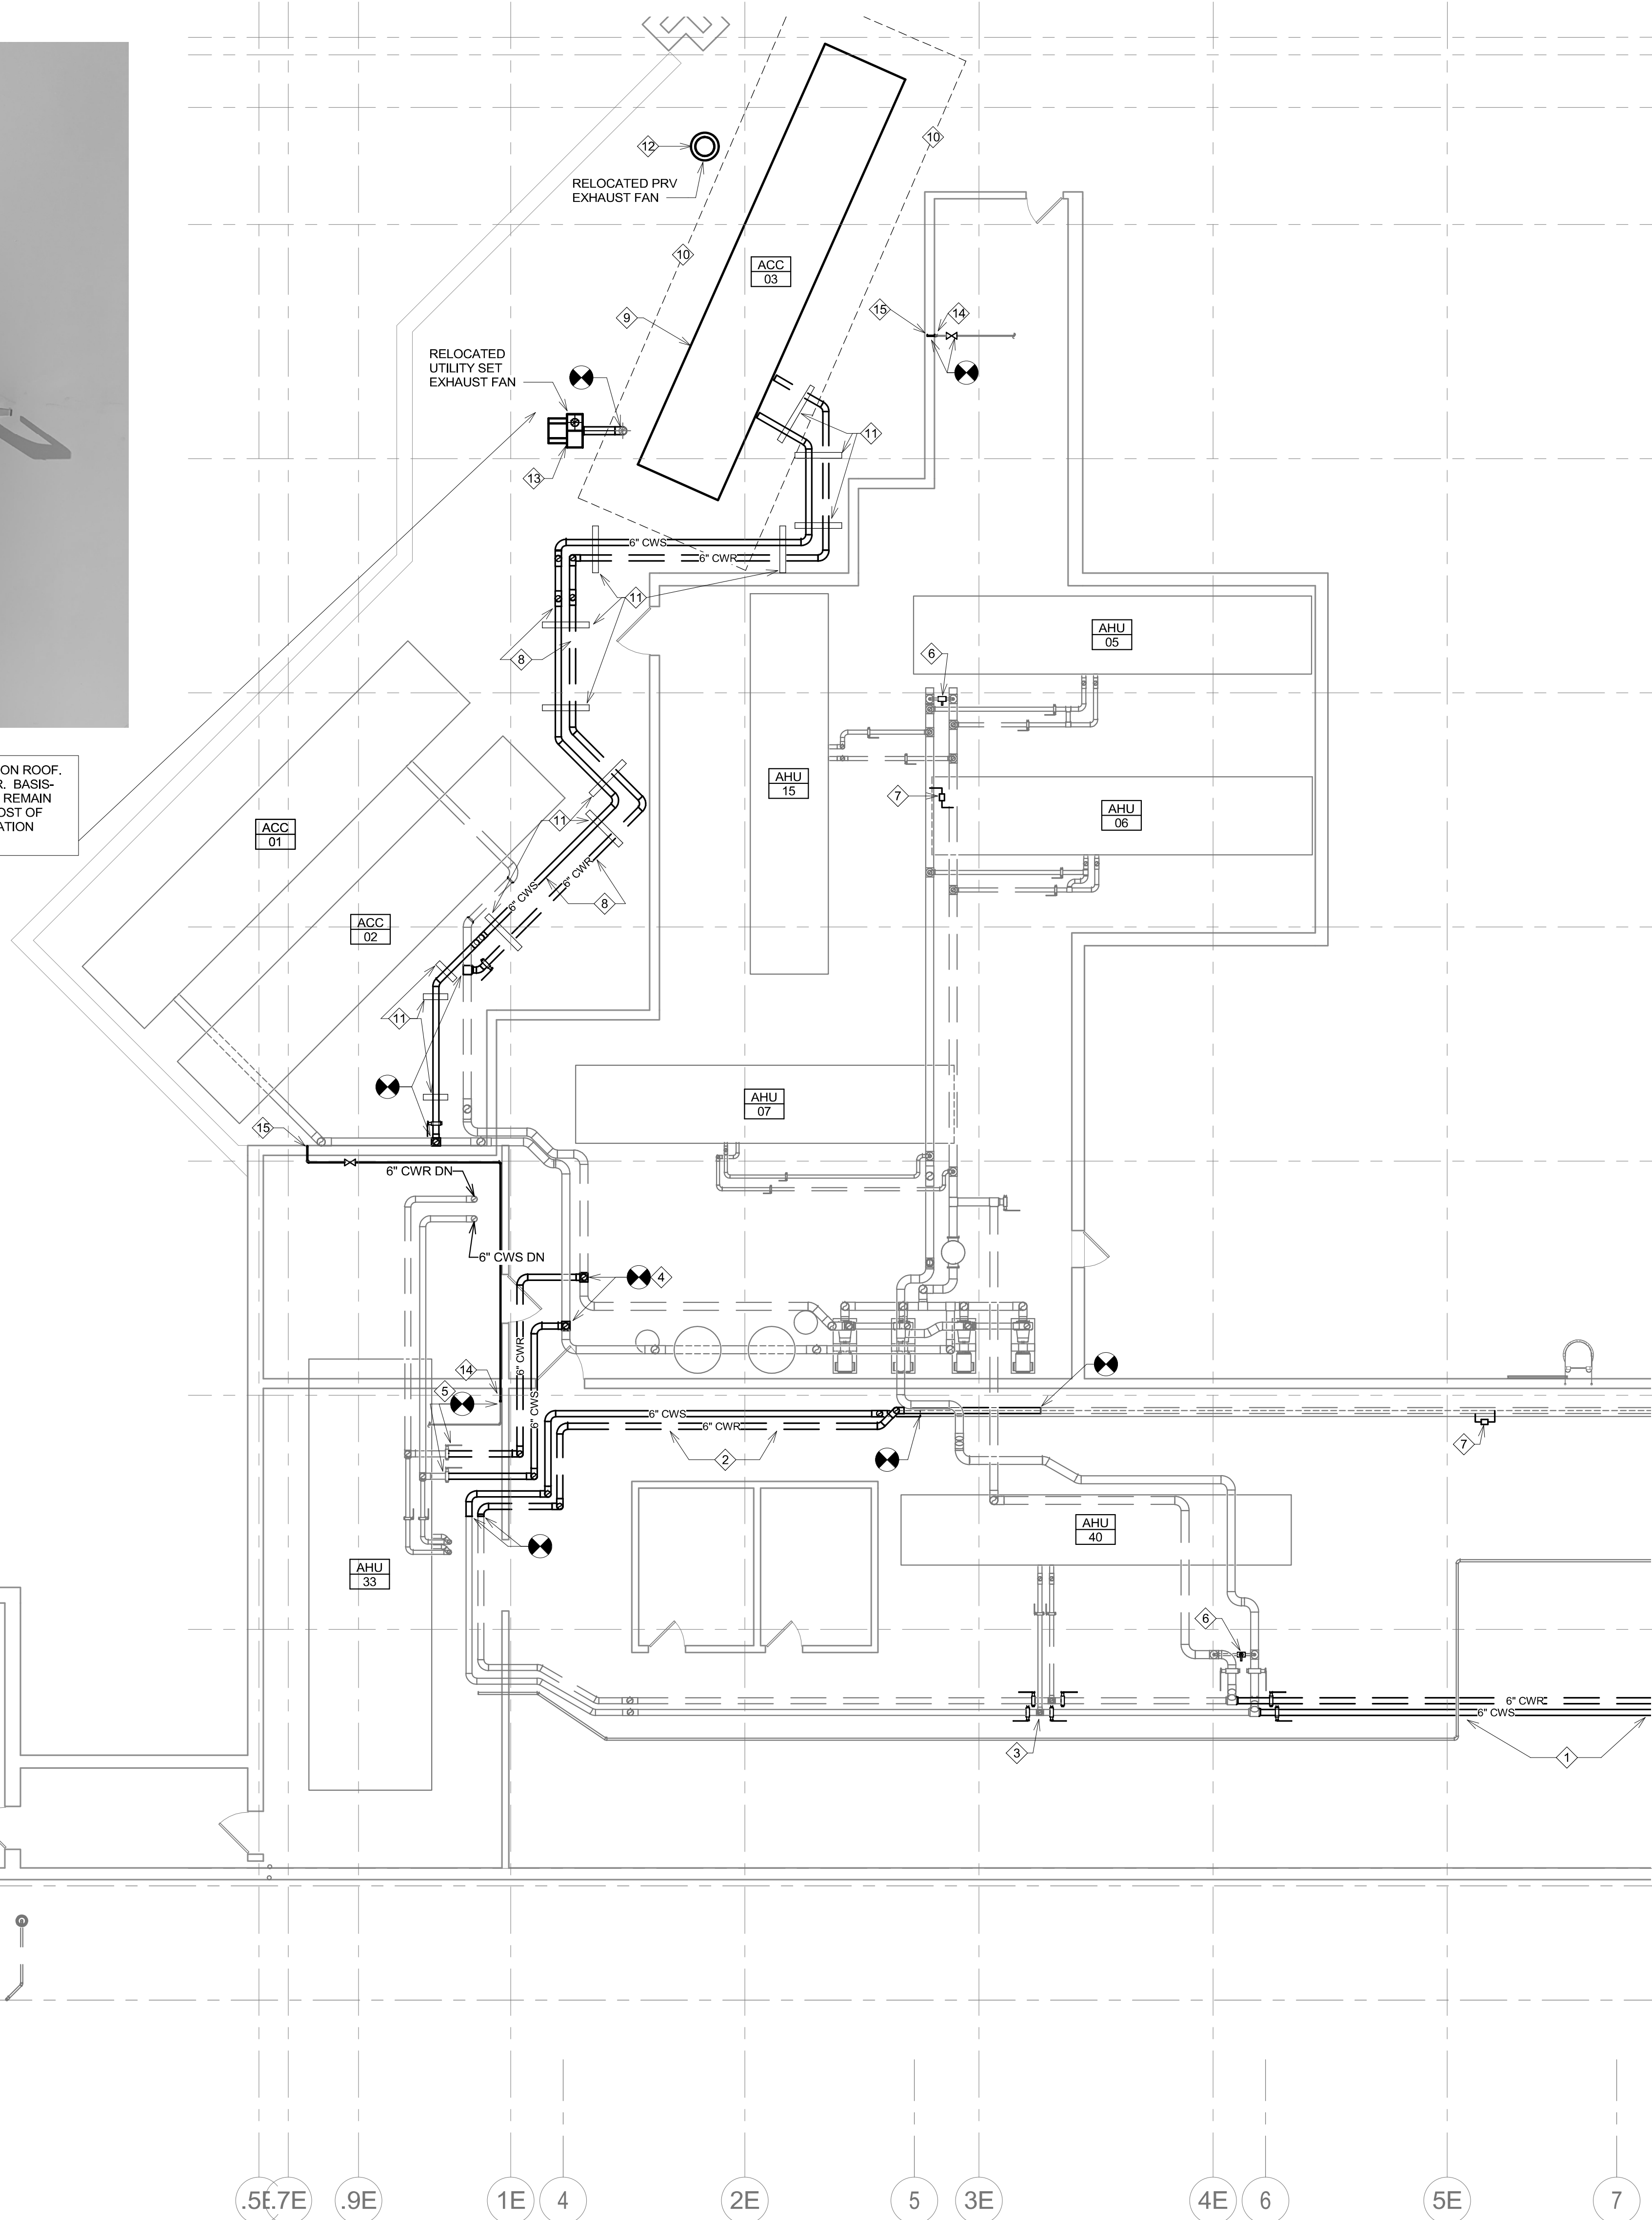 12
10
RELOCATED PRV
EXHAUST FAN
10
ACC
03
15
14
9
RELOCATED
UTILITY SET
EXHAUST FAN
11
13
6" CWS
6" CWR
11
AHU
05
6
8
ON ROOF.
R. BASIS-
REMAIN
OST OF
ATION
AHU
15
7
AHU
06
ACC
01
11
6" CWR
6" CWS
8
ACC
02
11
AHU
07
15
6" CWR DN
6" CWS DN
4
6" CWR
14
5
6" CWS
6" CWS
6" CWR
2
7
AHU
40
AHU
33
6
6" CWR
6" CWS
3
1
.5E
.7E
.9E
1E
4
2E
5
3E
4E
6
5E
7